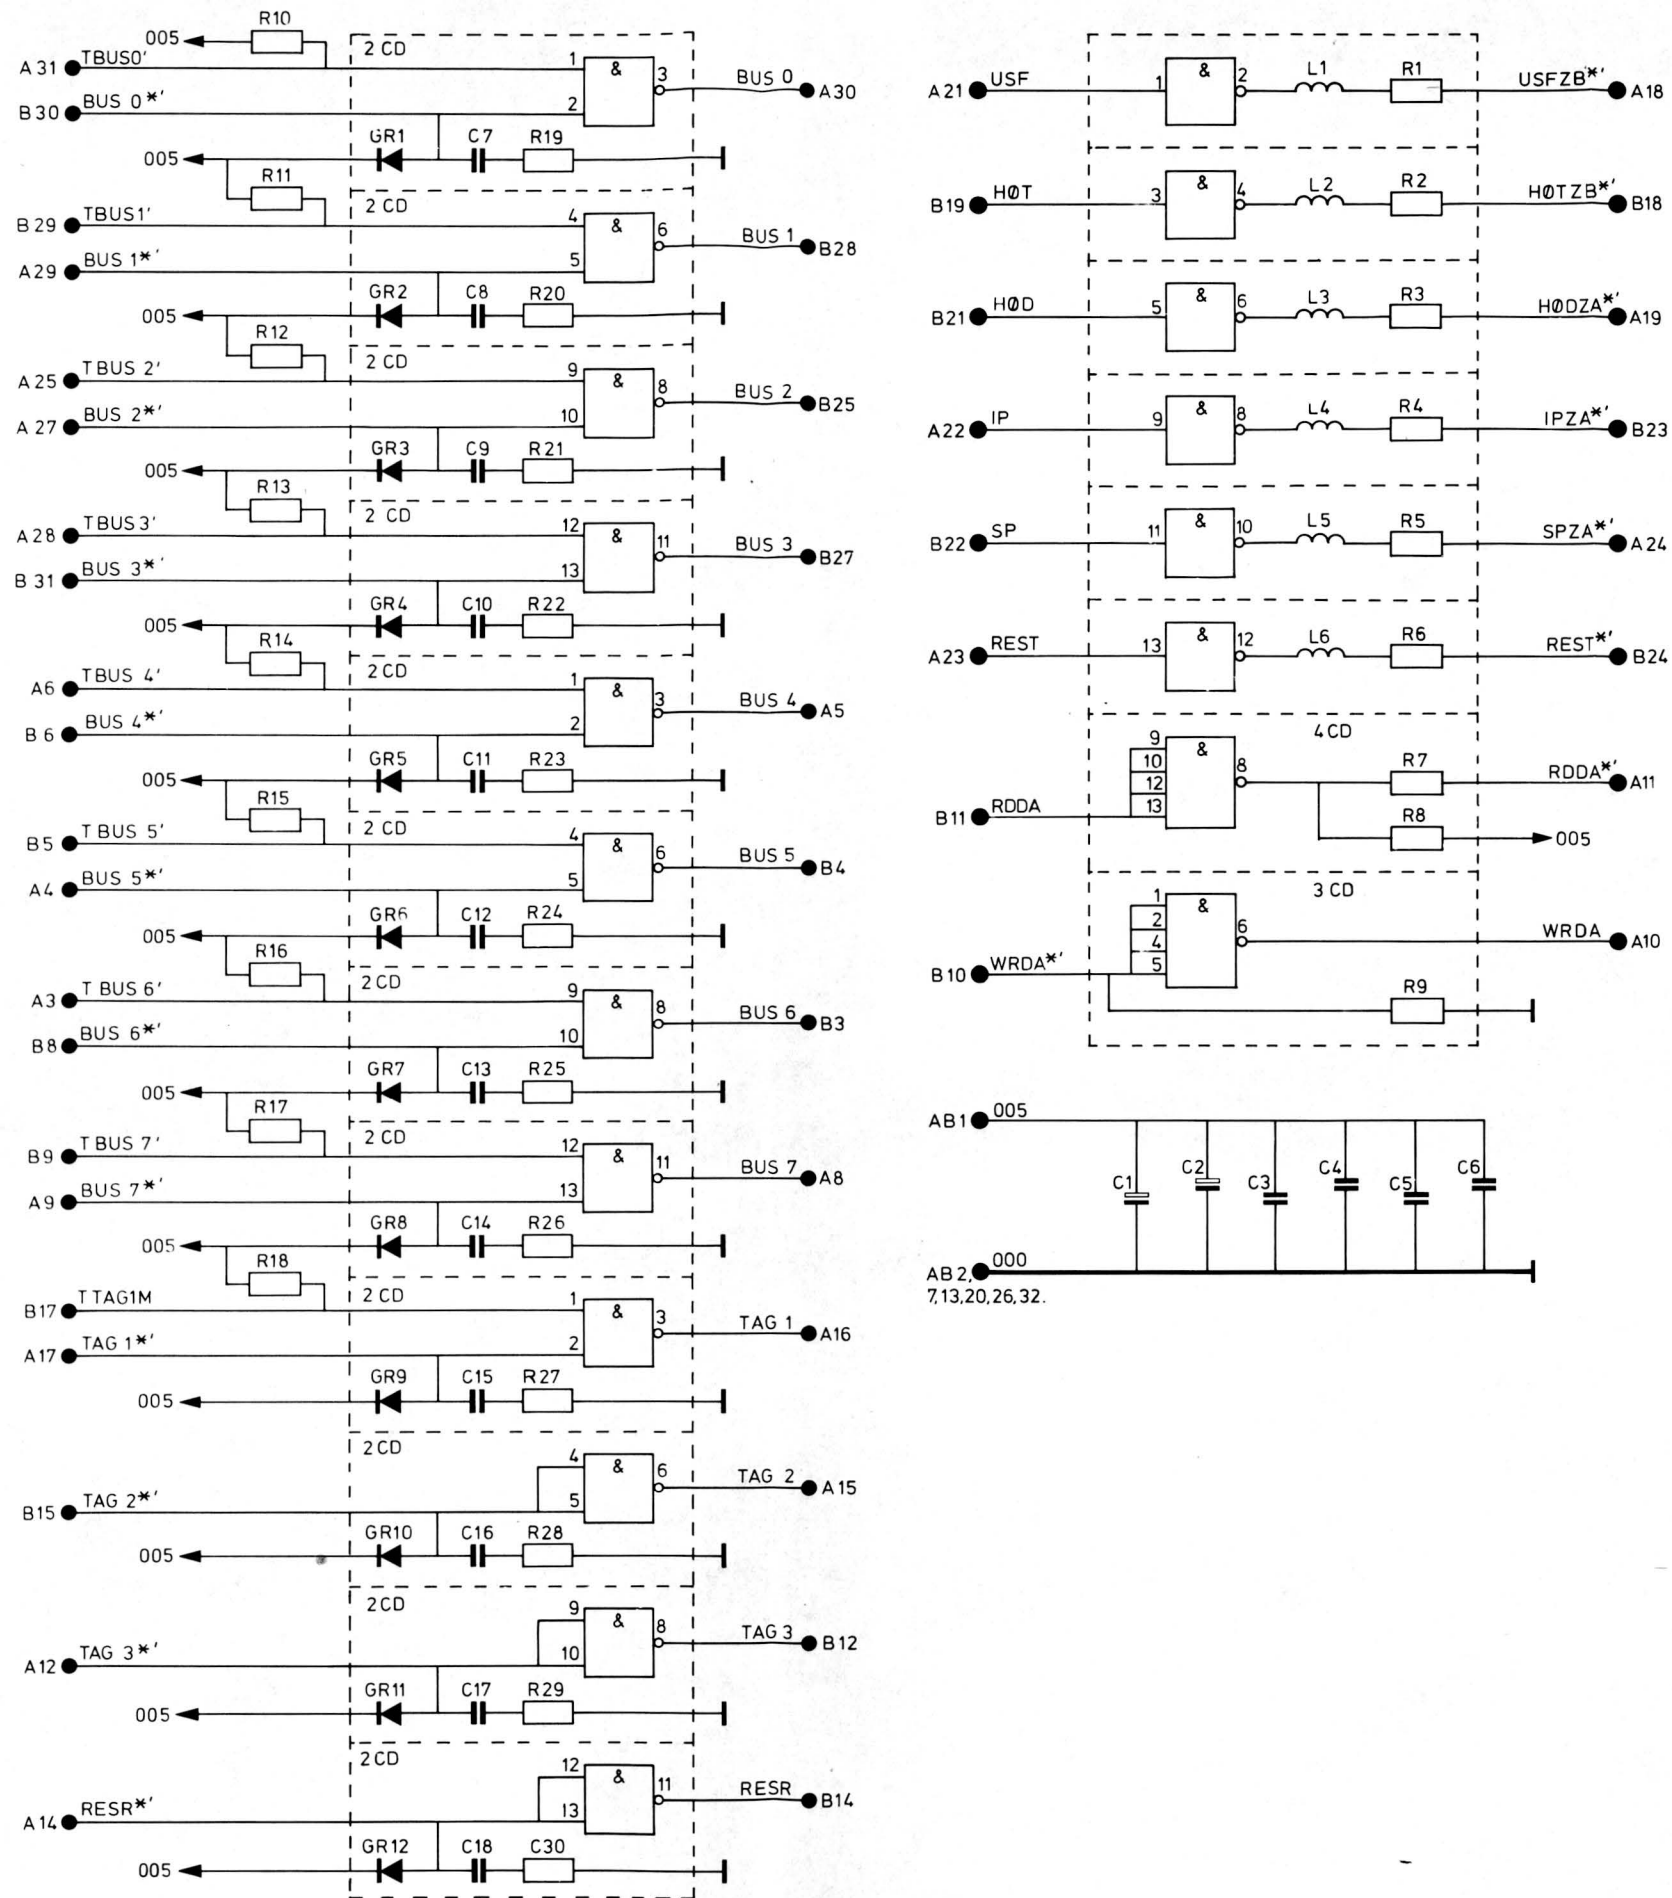 R10
005
2 CD
A31 TBUS0' 1 & 3 BUS 0 A30
B30 BUS 0*' 2
GR1 C7 R19
005
R11
2 CD
B29 TBUS1' 4 & 6 BUS 1 B28
A29 BUS 1*' 5
GR2 C8 R20
005
R12
2 CD
A25 TBUS 2' 9 & 8 BUS 2 B25
A27 BUS 2*' 10
GR3 C9 R21
005
R13
2 CD
A28 TBUS3' 12 & 11 BUS 3 B27
B31 BUS 3*' 13
GR4 C10 R22
005
R14
2 CD
A6 TBUS 4' 1 & 3 BUS 4 A5
B6 BUS 4*' 2
GR5 C11 R23
005
R15
2 CD
B5 TBUS 5' 4 & 6 BUS 5 B4
A4 BUS 5*' 5
GR6 C12 R24
005
R16
2 CD
A3 TBUS 6' 9 & 8 BUS 6 B3
B8 BUS 6*' 10
GR7 C13 R25
005
R17
2 CD
B9 TBUS 7' 12 & 11 BUS 7 A8
A9 BUS 7*' 13
GR8 C14 R26
005
R18
2 CD
B17 TTAG1M 1 & 3 TAG 1 A16
A17 TAG 1*' 2
GR9 C15 R27
005
2 CD
4 & 6 TAG 2 A15
B15 TAG 2*' 5
GR10 C16 R28
005
2CD
9 & 8 TAG 3 B12
A12 TAG 3*' 10
GR11 C17 R29
005
2CD
12 & 11 RESR B14
A14 RESR*' 13
GR12 C18 C30
005
A21 USF 1 & 2 L1 R1 USFZB*' A18
B19 HØT 3 & 4 L2 R2 HØTZB*' B18
B21 HØD 5 & 6 L3 R3 HØDZA*' A19
A22 IP 9 & 8 L4 R4 IPZA*' B23
B22 SP 11 & 10 L5 R5 SPZA*' A24
A23 REST 13 & 12 L6 R6 REST*' B24
4CD
9 & 8 R7 RDDA*' A11
10
12
B11 RDDA 13
R8 005
3 CD
1 & 6 WRDA A10
2
4
B10 WRDA*' 5
R9
AB1 005
C1 C2 C3 C4 C5 C6
AB2, 000
7,13,20,26,32.